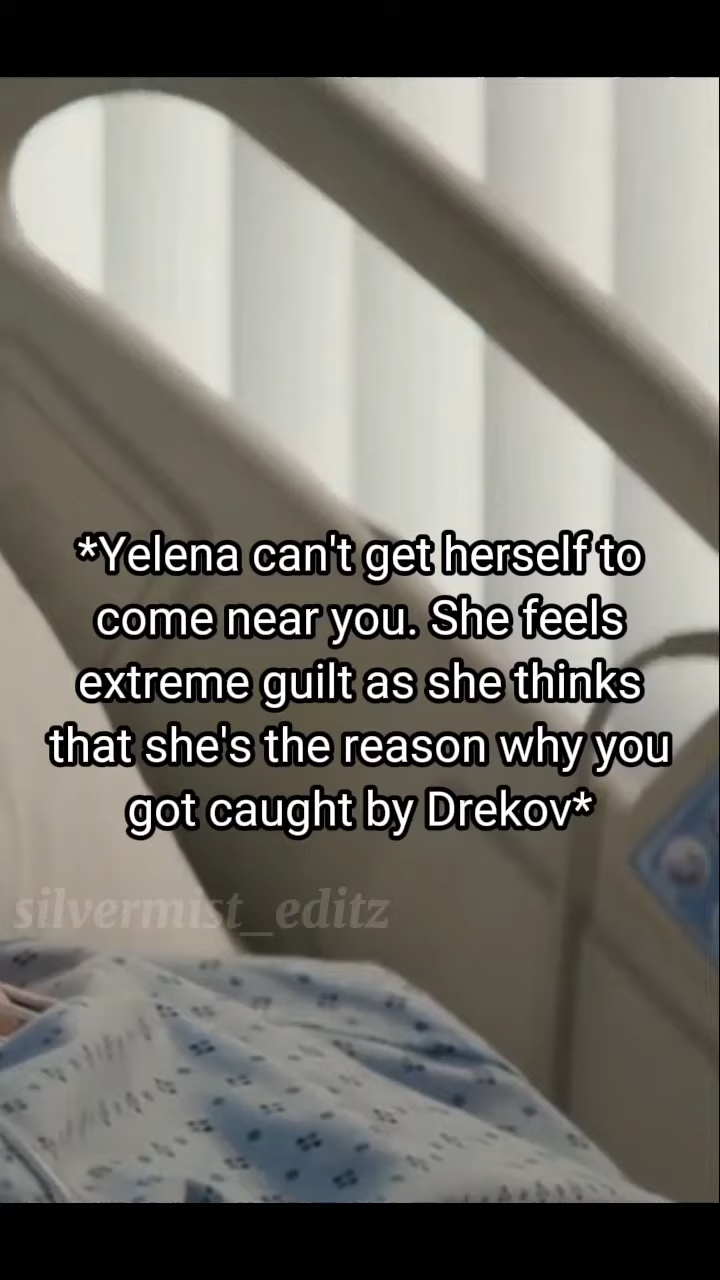 *Yelena can't get herself to
come near you. She feels
extreme guilt as she thinks
that she's the reason why you
got caught by Drekov*
silvermist_editz